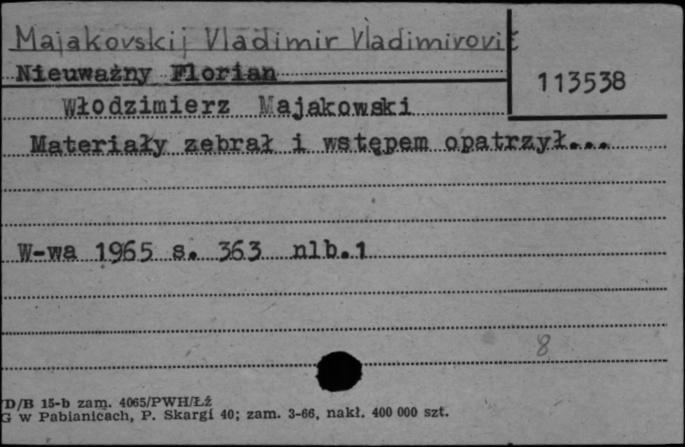 Majakovskij Vladimir Vladimirovič
Nieuważny Florian
113538
Włodzimierz Majakowski
Materiały zebrał i wstępem opatrzył...
W-wa 1965 s. 363 nlb.1
8
D/B 15-b zam. 4065/PWH/Łż
G w Pabianicach, P. Skargi 40; zam. 3-66, nakł. 400 000 szt.